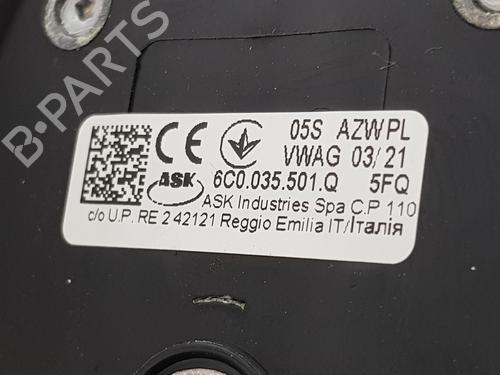 B-PARTS
05S AZWPL
CE VWAG 03/21
ASK 6C0.035.501.Q 5FQ
ASK Industries Spa C.P 110
c/o U.P. RE 2 42121 Reggio Emilia IT/Італія